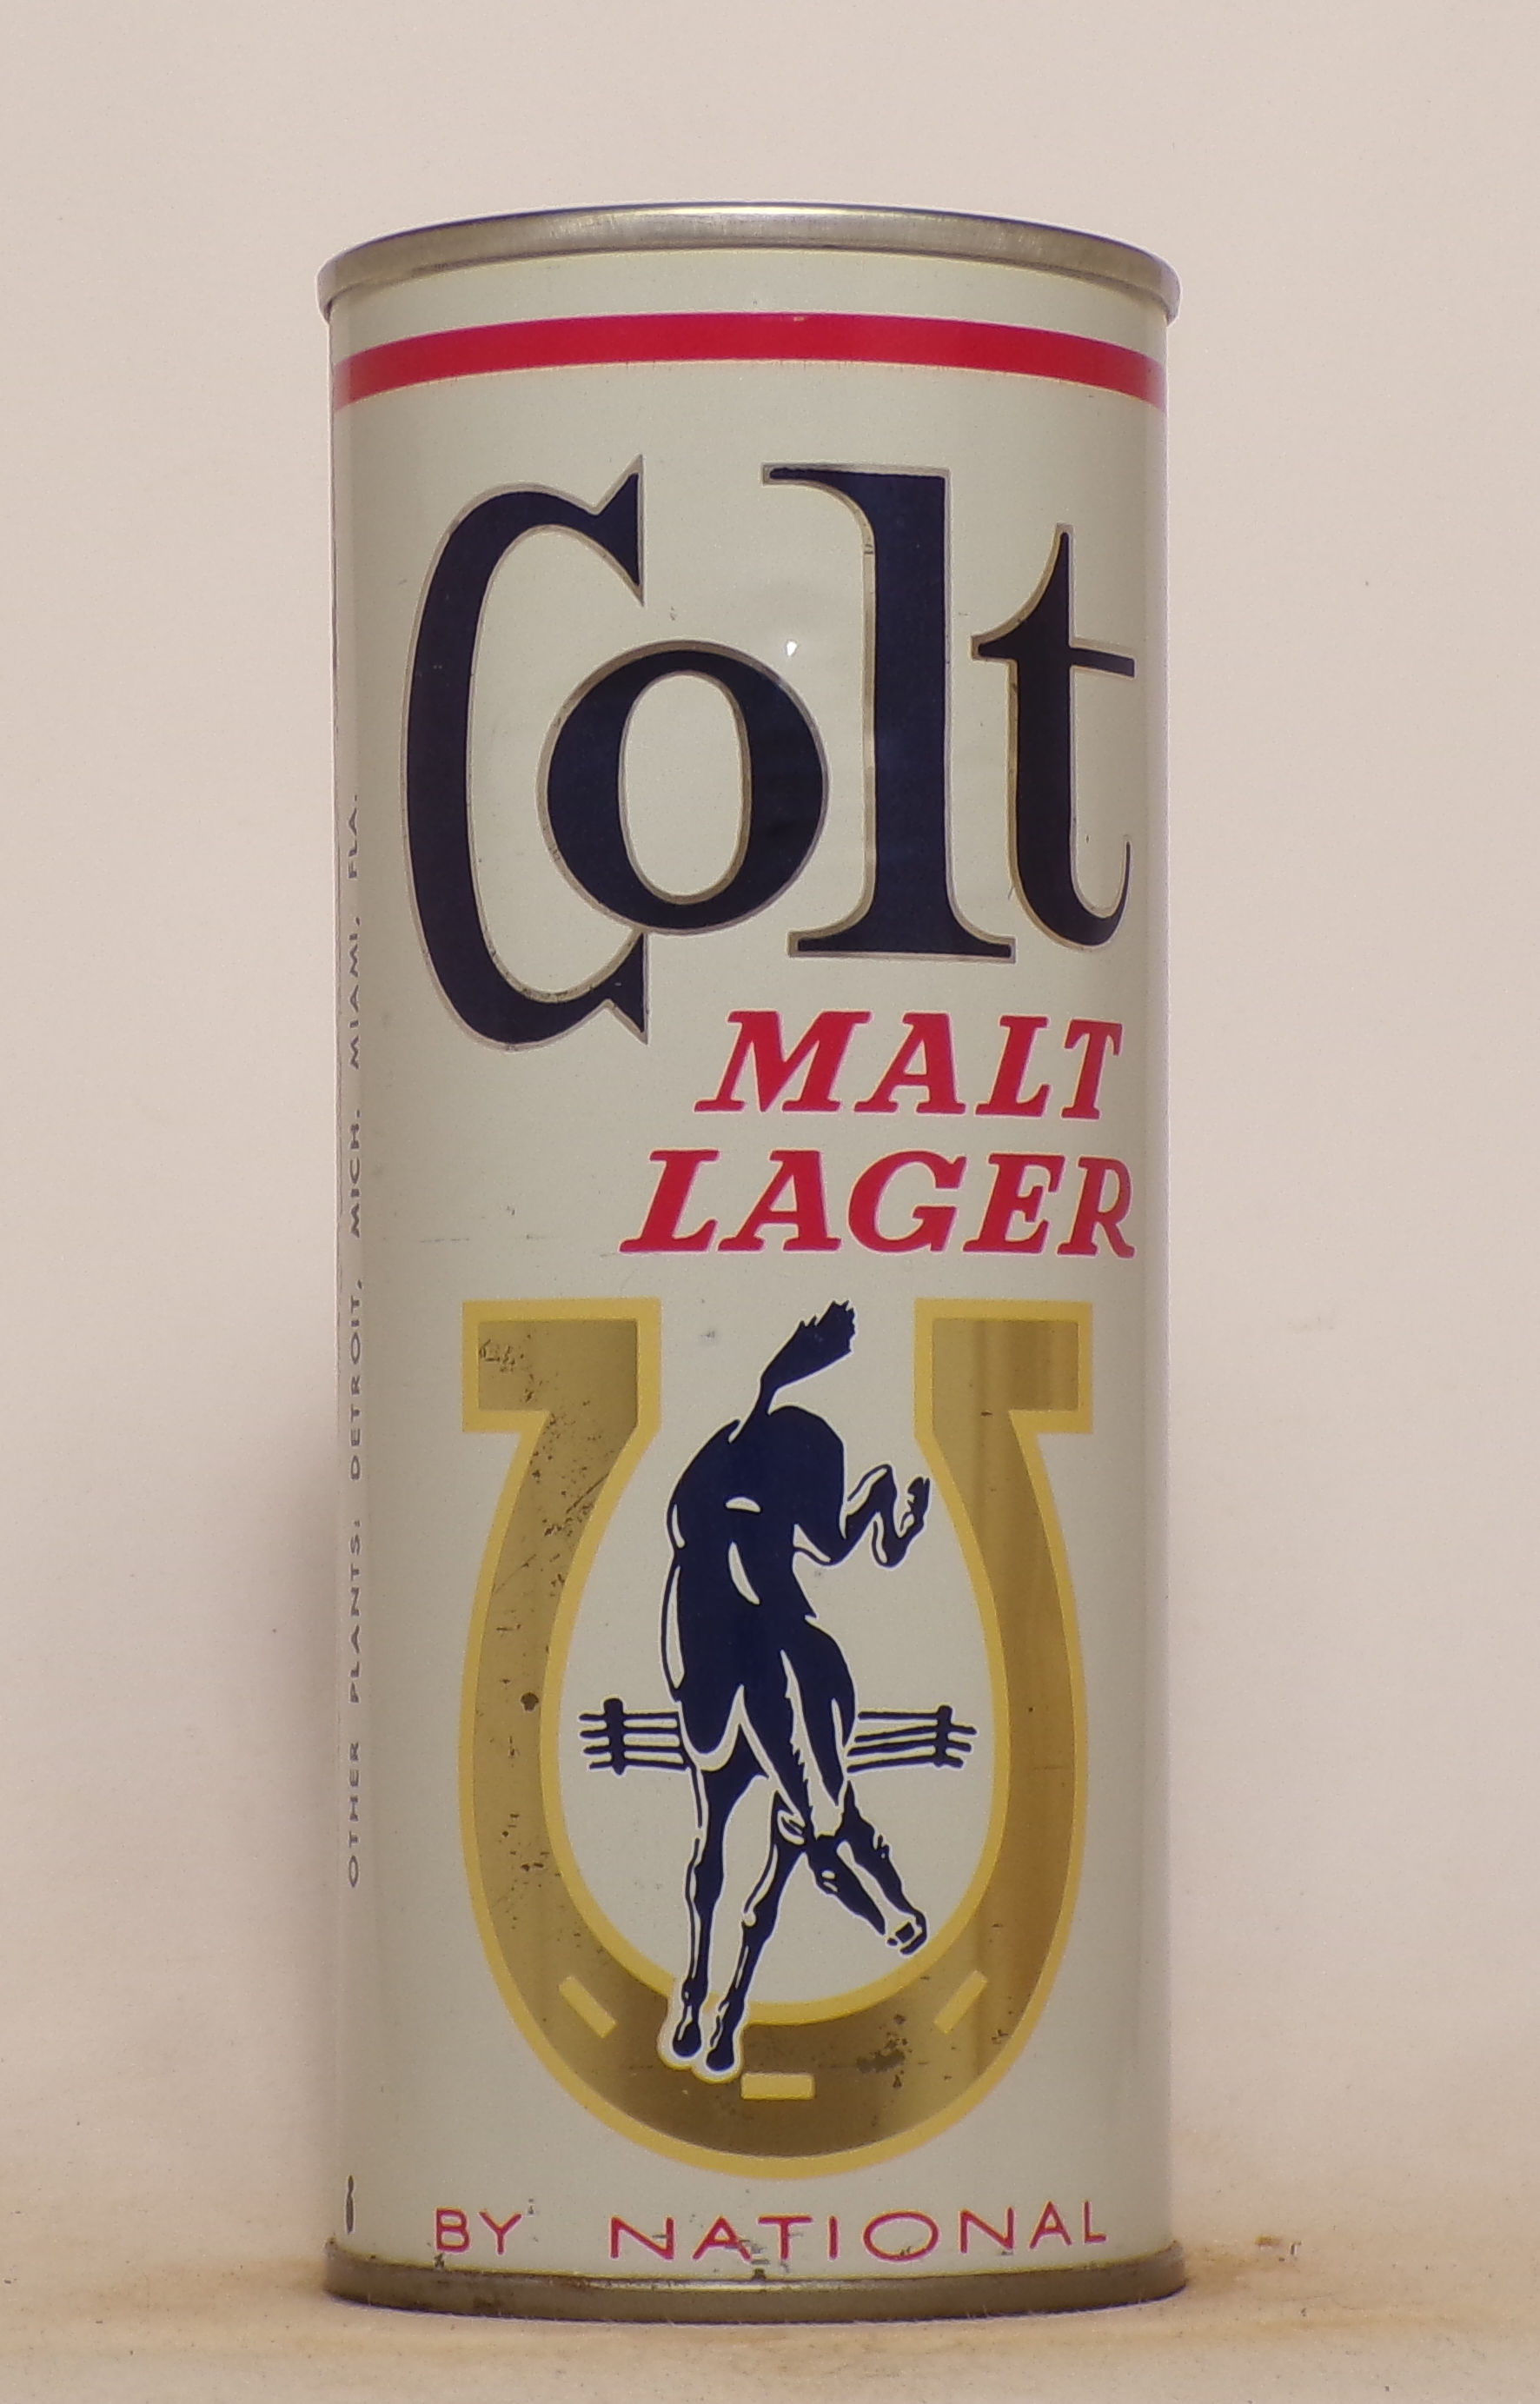 Colt
MALT
LAGER
BY NATIONAL
OTHER PLANTS: DETROIT, MICH. MIAMI, FLA.